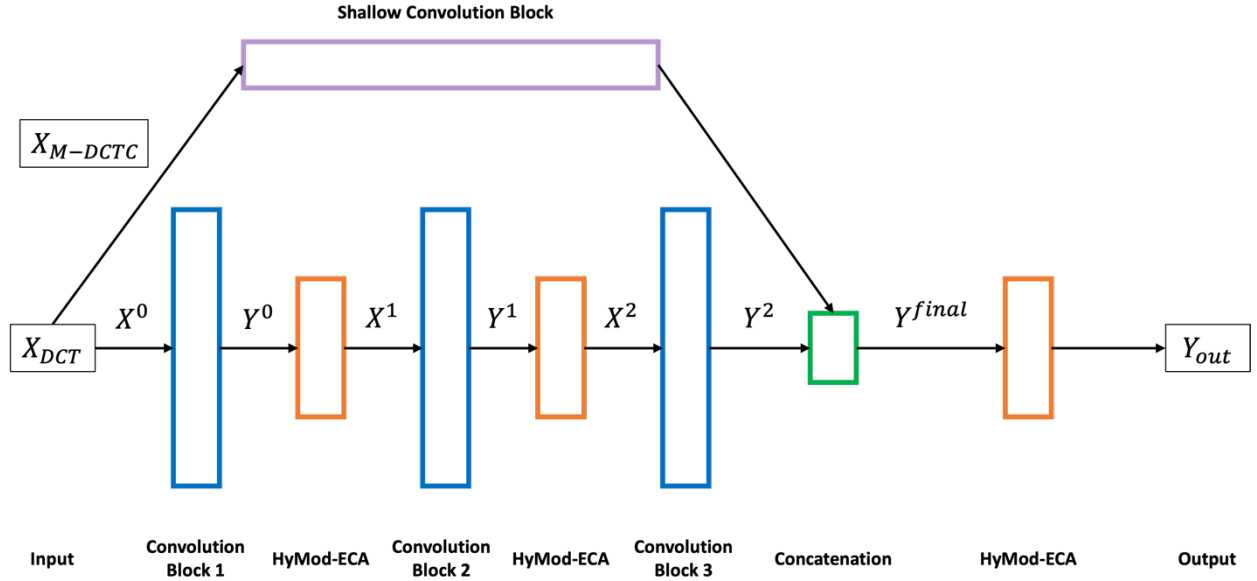 Shallow Convolution Block
X_{M-DCTC}
X^0
Y^0
X^1
Y^1
X^2
Y^2
Y^{final}
X_{DCT}
Y_{out}
Input
Convolution
Block 1
HyMod-ECA
Convolution
Block 2
HyMod-ECA
Convolution
Block 3
Concatenation
HyMod-ECA
Output